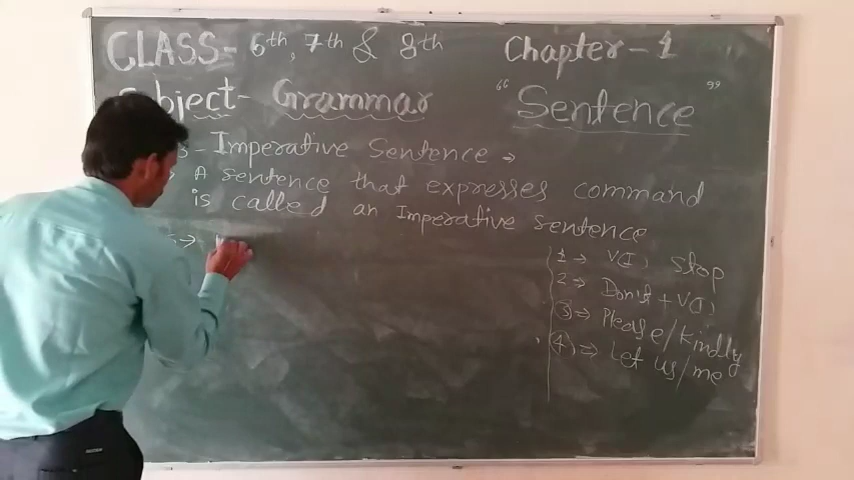 CLASS- 6th, 7th & 8th
Chapter - 1
Subject- Grammar
“Sentence”
- Imperative Sentence →
A sentence that expresses command
is called an Imperative sentence
1 → V(I) Stop
2 → Don't + V(I)
③ → Please/Kindly
④ ⇒ Let us/me